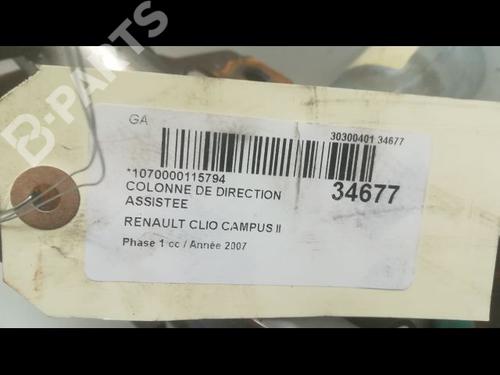 B-PARTS
GA
30300401 34677
*1070000115794
34677
COLONNE DE DIRECTION
ASSISTEE
RENAULT CLIO CAMPUS II
Phase 1 cc / Année 2007